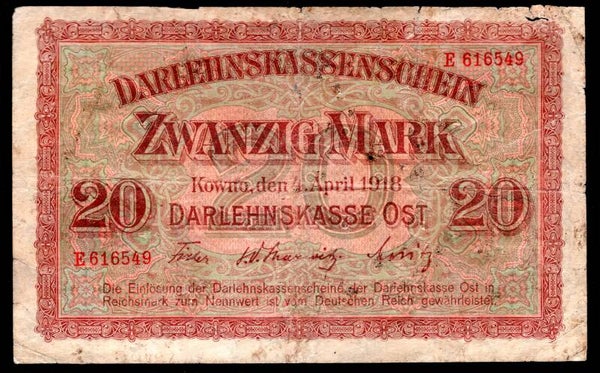 E 616549
DARLEHNSKASSENSCHEIN
ZWANZIG MARK
Kowno, den 4. April 1918
20 DARLEHNSKASSE OST 20
E 616549
Die Einlosung der Darlehnskassenscheine der Darlehnskasse Ost in
Reichsmark zum Nennwert ist vom Deutschen Reich gewährleistet.